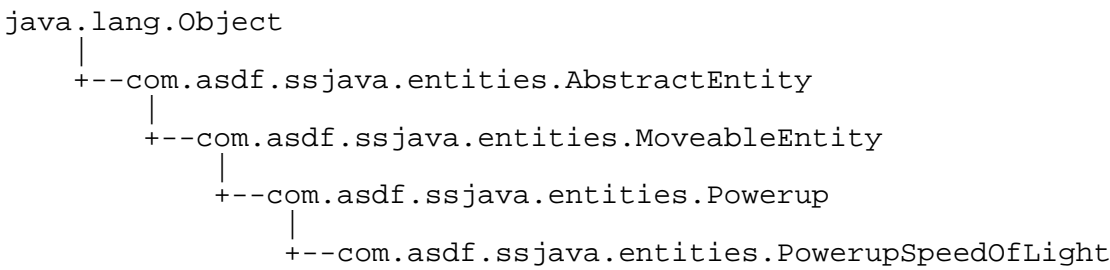 java.lang.Object
|
+--com.asdf.ssjava.entities.AbstractEntity
|
+--com.asdf.ssjava.entities.MoveableEntity
|
+--com.asdf.ssjava.entities.Powerup
|
+--com.asdf.ssjava.entities.PowerupSpeedOfLight